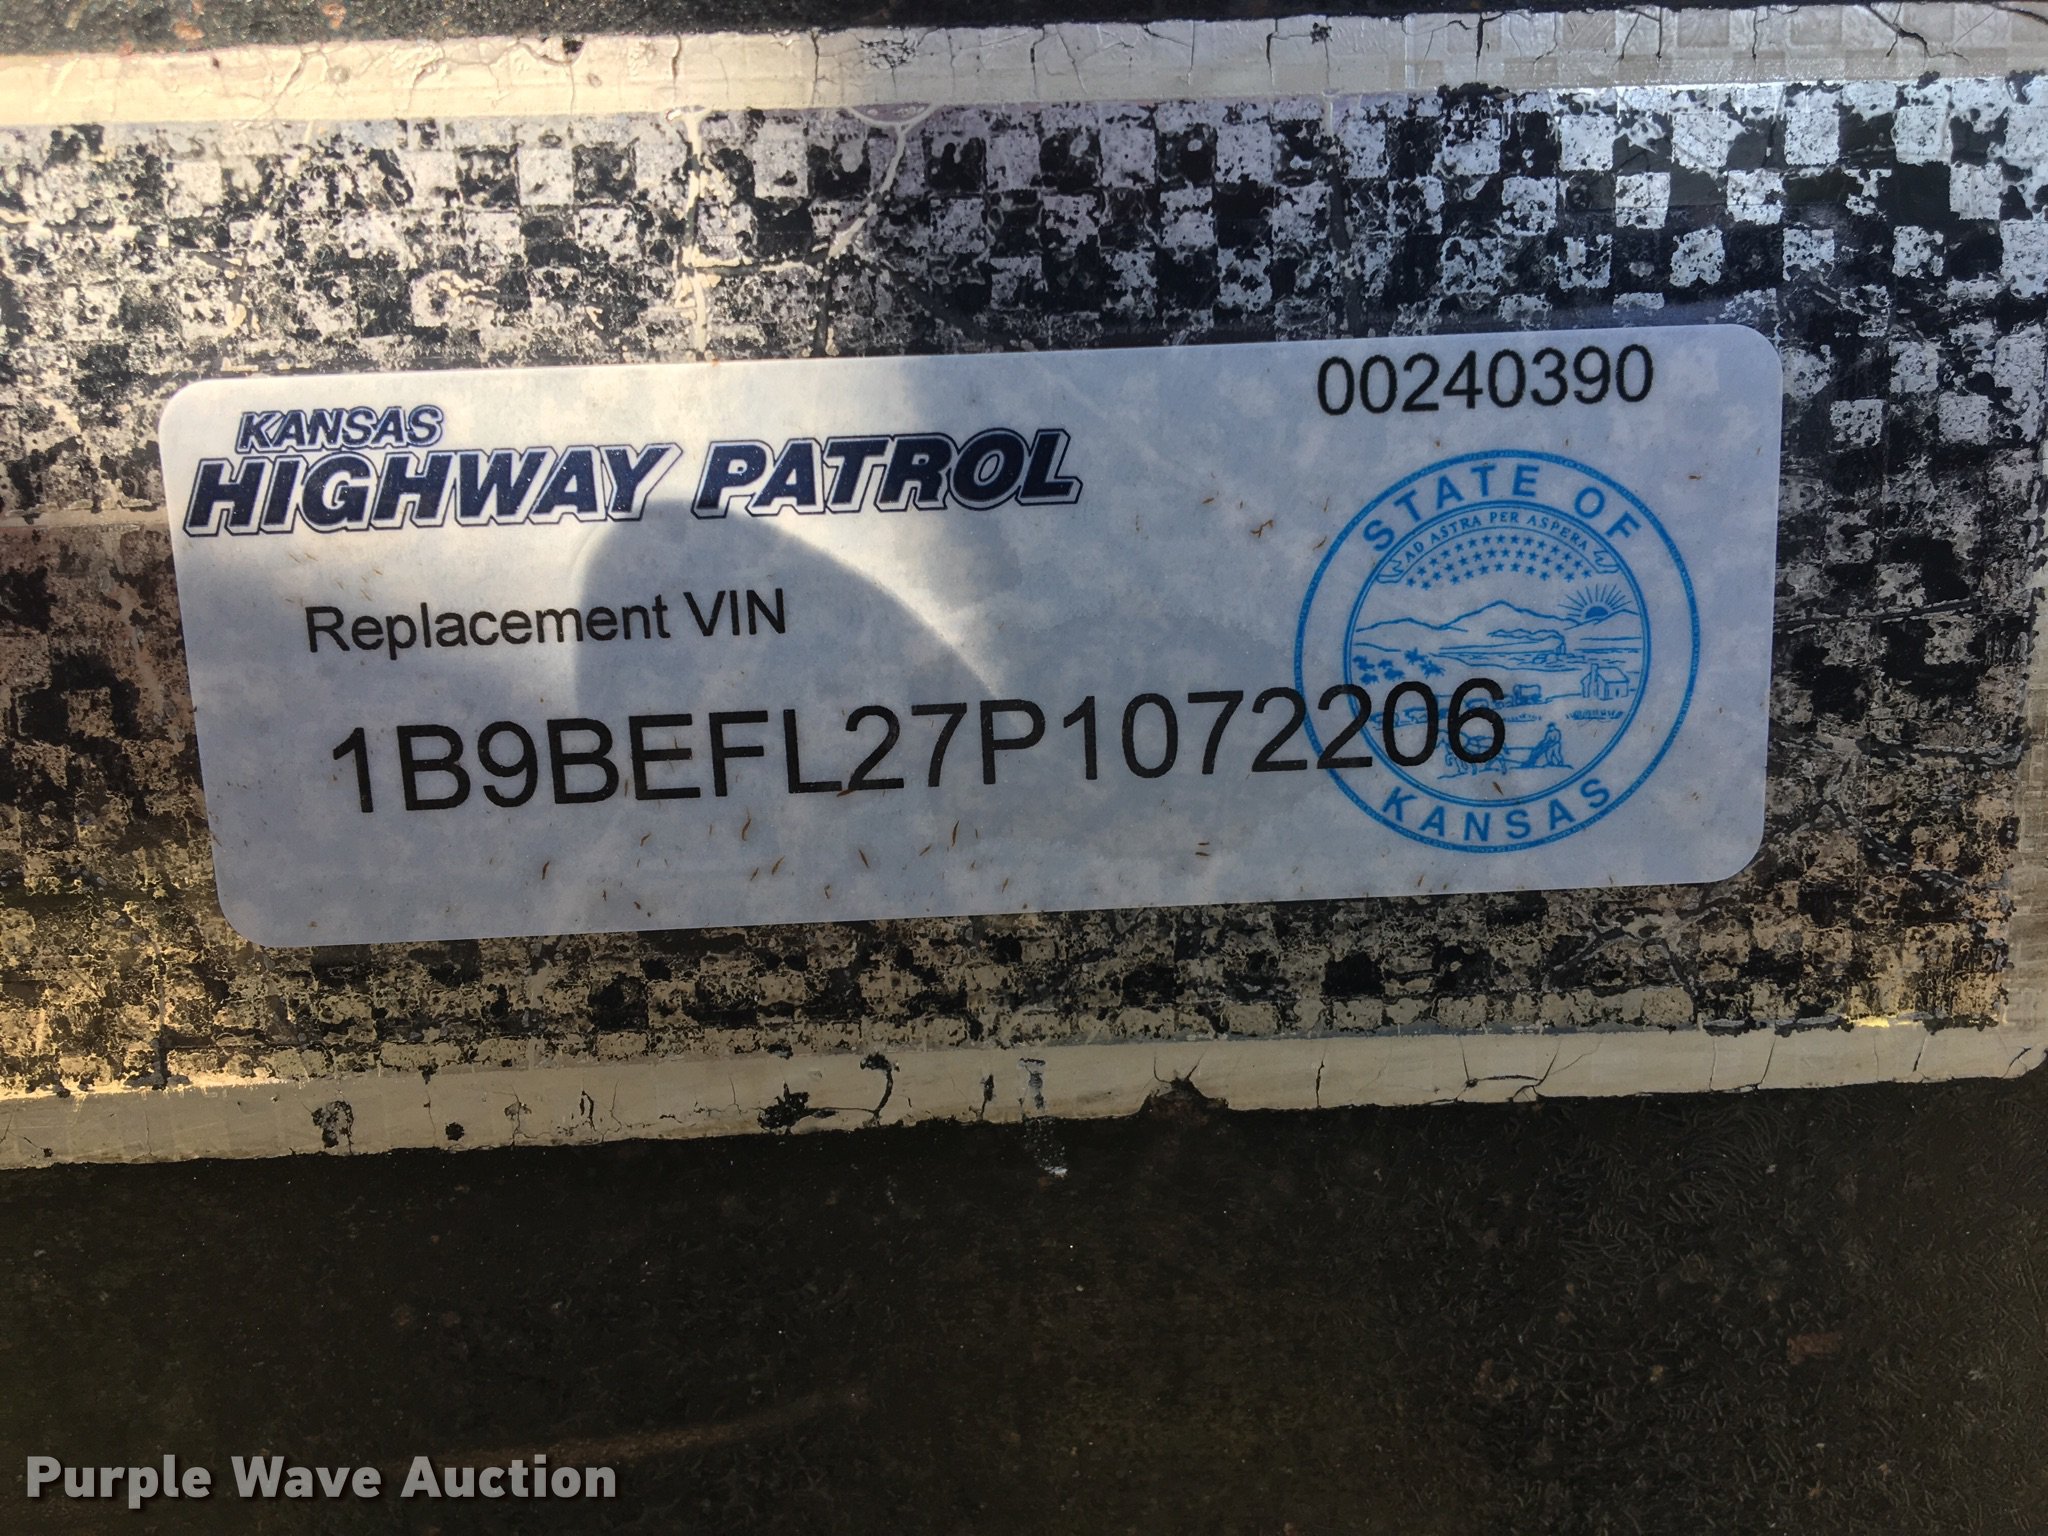 00240390
KANSAS
HIGHWAY PATROL
STATE OF
AD ASTRA PER ASPERA
Replacement VIN
1B9BEFL27P1072206
KANSAS
Purple Wave Auction